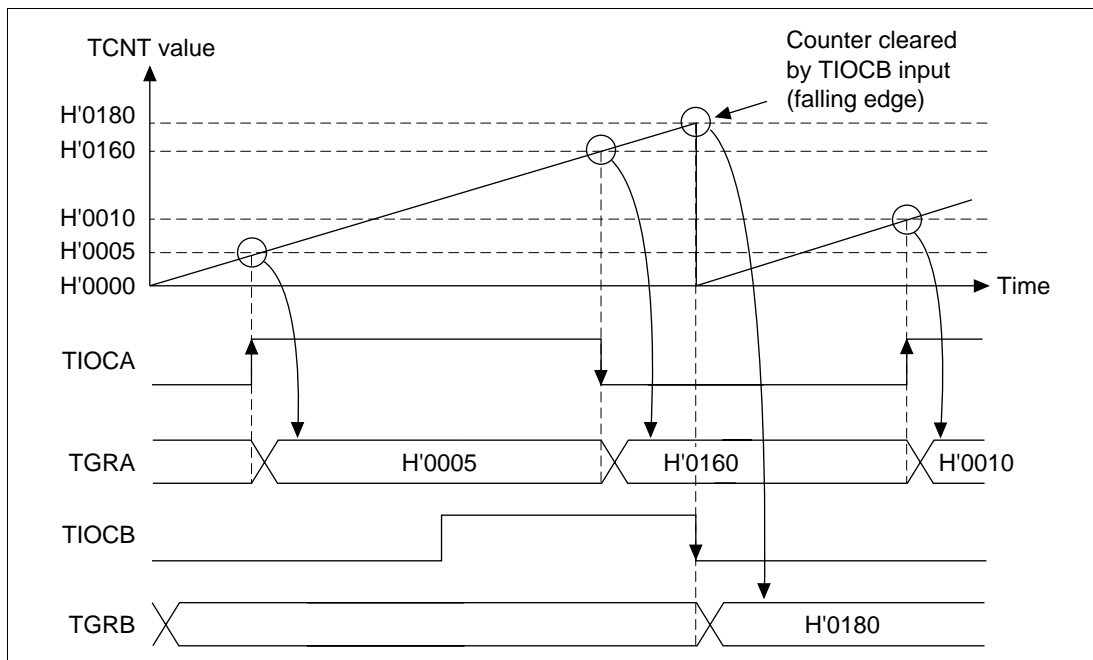 TCNT value
Counter cleared
by TIOCB input
(falling edge)
H'0180
H'0160
H'0010
H'0005
H'0000
Time
TIOCA
TGRA
H'0005
H'0160
H'0010
TIOCB
TGRB
H'0180